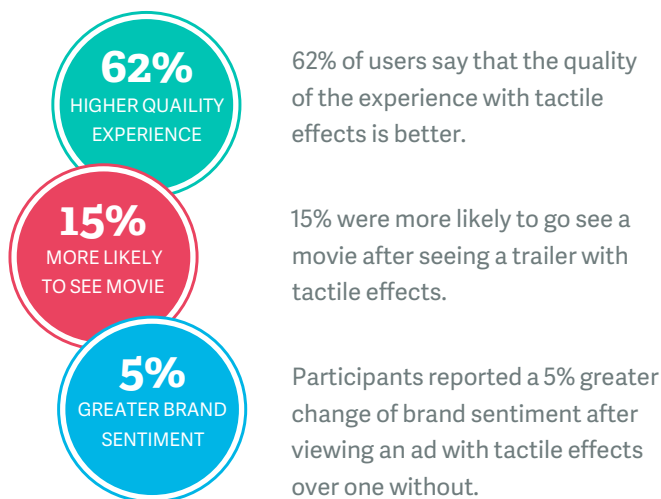 62%
HIGHER QUAILITY
EXPERIENCE
62% of users say that the quality
of the experience with tactile
effects is better.
15%
MORE LIKELY
TO SEE MOVIE
15% were more likely to go see a
movie after seeing a trailer with
tactile effects.
5%
GREATER BRAND
SENTIMENT
Participants reported a 5% greater
change of brand sentiment after
viewing an ad with tactile effects
over one without.